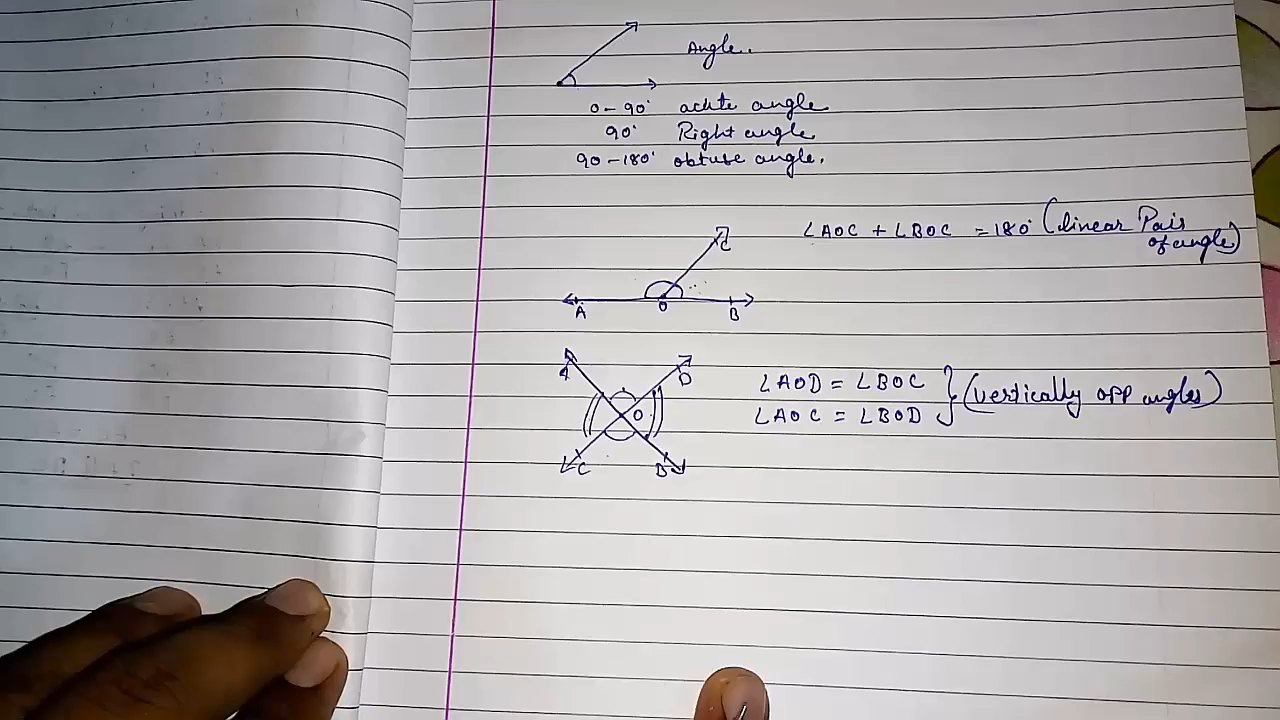 Angle.
0-90° acute angle
90° Right angle
90-180° obtuse angle.
∠AOC + ∠BOC = 180° (linear Pair
of angle)
C
A O B
A D
O
C B
∠AOD = ∠BOC
∠AOC = ∠BOD } (vertically opp angles)